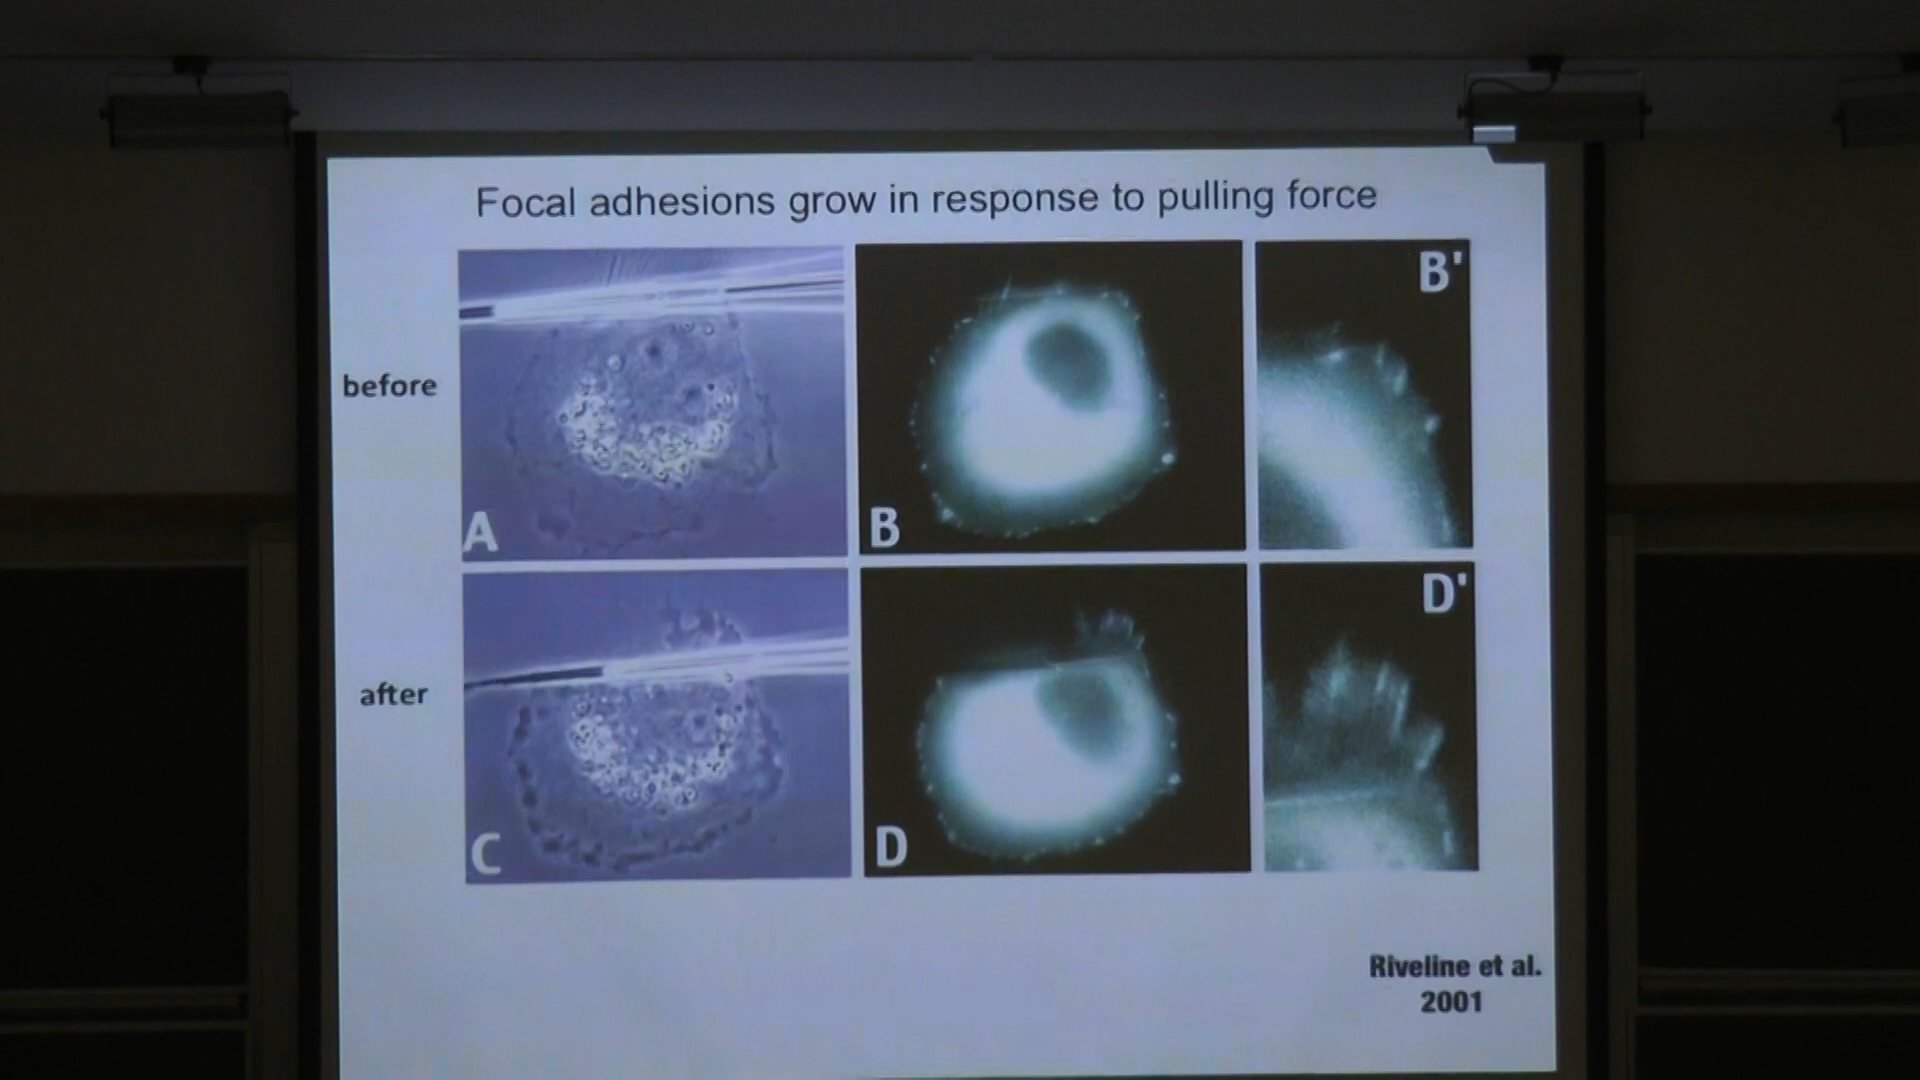 Focal adhesions grow in response to pulling force
before
A
B
B'
after
C
D
D'
Riveline et al.
2001